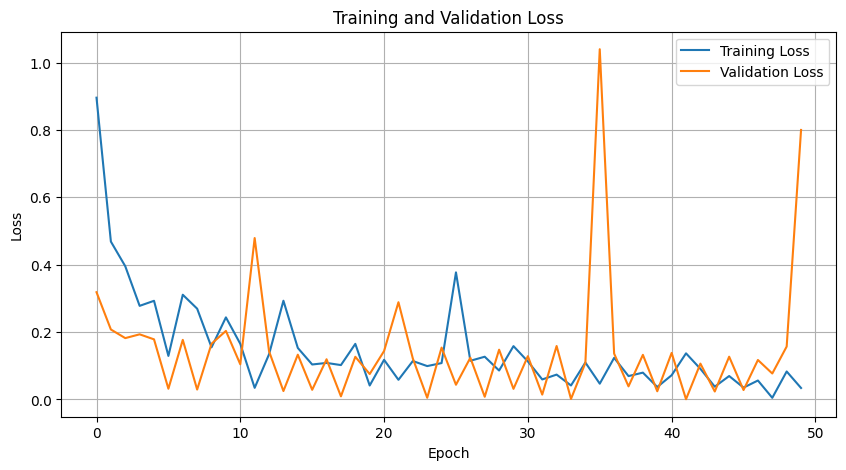 Training and Validation Loss
Training Loss
Validation Loss
Loss
1.0
0.8
0.6
0.4
0.2
0.0
0 10 20 30 40 50
Epoch